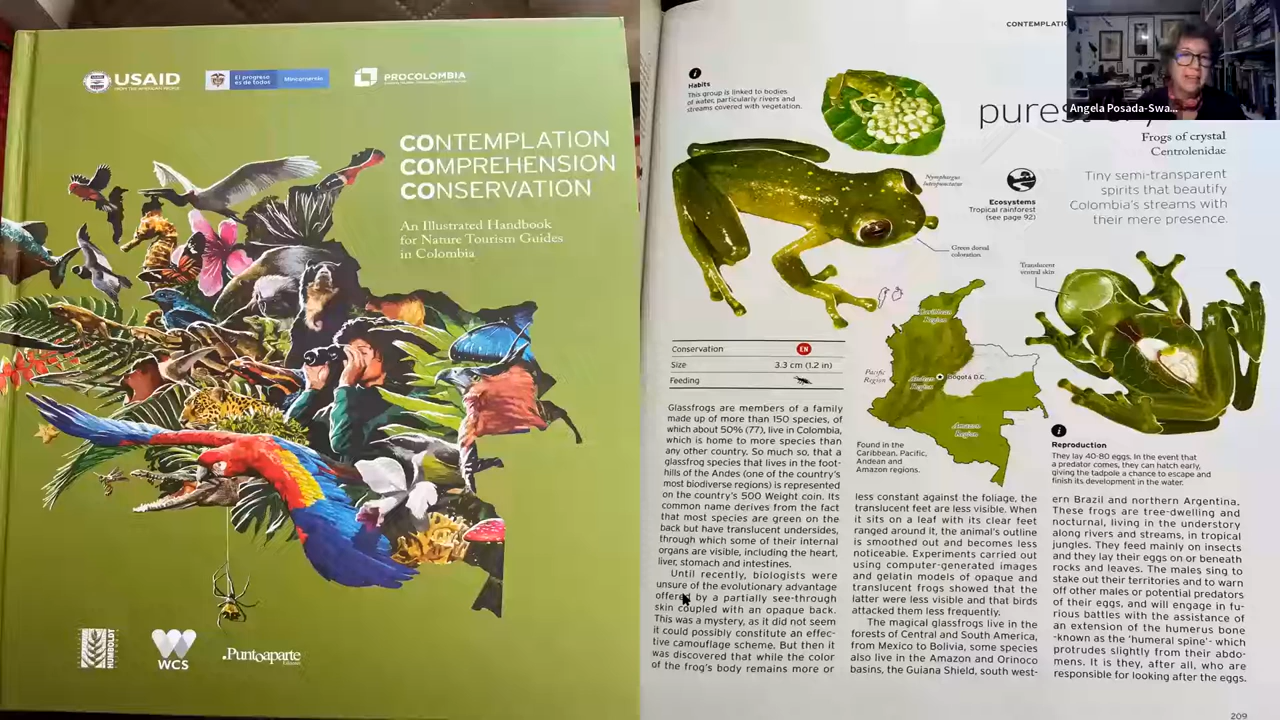 USAID
FROM THE AMERICAN PEOPLE
El progreso
es de todos
Mincomercio
PROCOLOMBIA
CONTEMPLATION
COMPREHENSION
CONSERVATION
An Illustrated Handbook
for Nature Tourism Guides
in Colombia
HUMBOLDT
WCS
.Puntoaparte
Habits
This group is linked to bodies
of water, particularly rivers and
streams covered with vegetation.
Nymphargus
Ecosystems
Tropical rainforest
(see page 92)
Green dorsal
coloration.
Angela Posada-Swa...
Frogs of crystal
Centrolenidae
Tiny semi-transparent
spirits that beautify
Colombia's streams with
their mere presence.
Translucent
ventral skin
Conservation EN
Size 3.3 cm (1.2 in)
Feeding
Caribbean
Region
Pacific
Region
Andean
Region
Bogotá D.C.
Amazon
Region
Found in the
Caribbean, Pacific,
Andean and
Amazon regions.
Reproduction
They lay 40-80 eggs. In the event that
a predator comes, they can hatch early,
giving the tadpole a chance to escape and
finish its development in the water.
Glassfrogs are members of a family
made up of more than 150 species, of
which about 50% (77), live in Colombia,
which is home to more species than
any other country. So much so, that a
glassfrog species that lives in the foot-
hills of the Andes (one of the country's
most biodiverse regions) is represented
on the country's 500 Weight coin. Its
common name derives from the fact
that most species are green on the
back but have translucent undersides,
through which some of their internal
organs are visible, including the heart,
liver, stomach and intestines.
Until recently, biologists were
unsure of the evolutionary advantage
offered by a partially see-through
skin coupled with an opaque back.
This was a mystery, as it did not seem
it could possibly constitute an effec-
tive camouflage scheme. But then it
was discovered that while the color
of the frog's body remains more or
less constant against the foliage, the
translucent feet are less visible. When
it sits on a leaf with its clear feet
ranged around it, the animal's outline
is smoothed out and becomes less
noticeable. Experiments carried out
using computer-generated images
and gelatin models of opaque and
translucent frogs showed that the
latter were less visible and that birds
attacked them less frequently.
The magical glassfrogs live in the
forests of Central and South America,
from Mexico to Bolivia, some species
also live in the Amazon and Orinoco
basins, the Guiana Shield, south west-
ern Brazil and northern Argentina.
These frogs are tree-dwelling and
nocturnal, living in the understory
along rivers and streams, in tropical
jungles. They feed mainly on insects
and they lay their eggs on or beneath
rocks and leaves. The males sing to
stake out their territories and to warn
off other males or potential predators
of their eggs, and will engage in fu-
rious battles with the assistance of
an extension of the humerus bone
-known as the 'humeral spine'- which
protrudes slightly from their abdo-
mens. It is they, after all, who are
responsible for looking after the eggs.
209